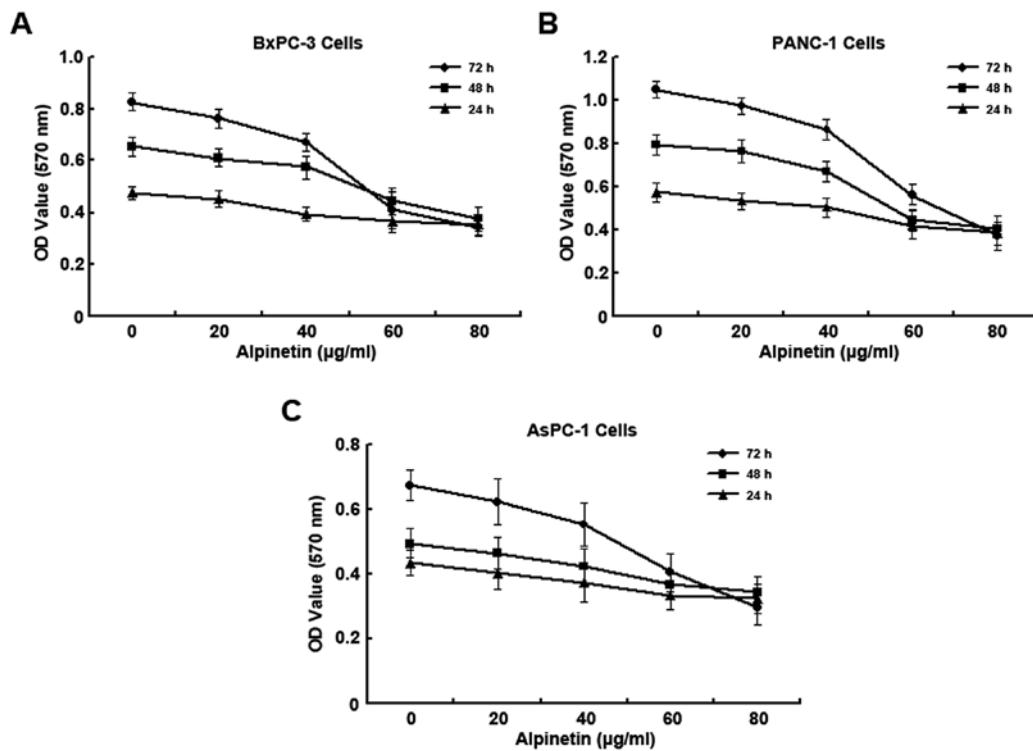 A
BxPC-3 Cells
72 h
48 h
24 h
OD Value (570 nm)
1.0
0.8
0.6
0.4
0.2
0
0 20 40 60 80
Alpinetin (µg/ml)
B
PANC-1 Cells
72 h
48 h
24 h
OD Value (570 nm)
1.2
1.0
0.8
0.6
0.4
0.2
0
0 20 40 60 80
Alpinetin (µg/ml)
C
AsPC-1 Cells
72 h
48 h
24 h
OD Value (570 nm)
0.8
0.6
0.4
0.2
0
0 20 40 60 80
Alpinetin (µg/ml)